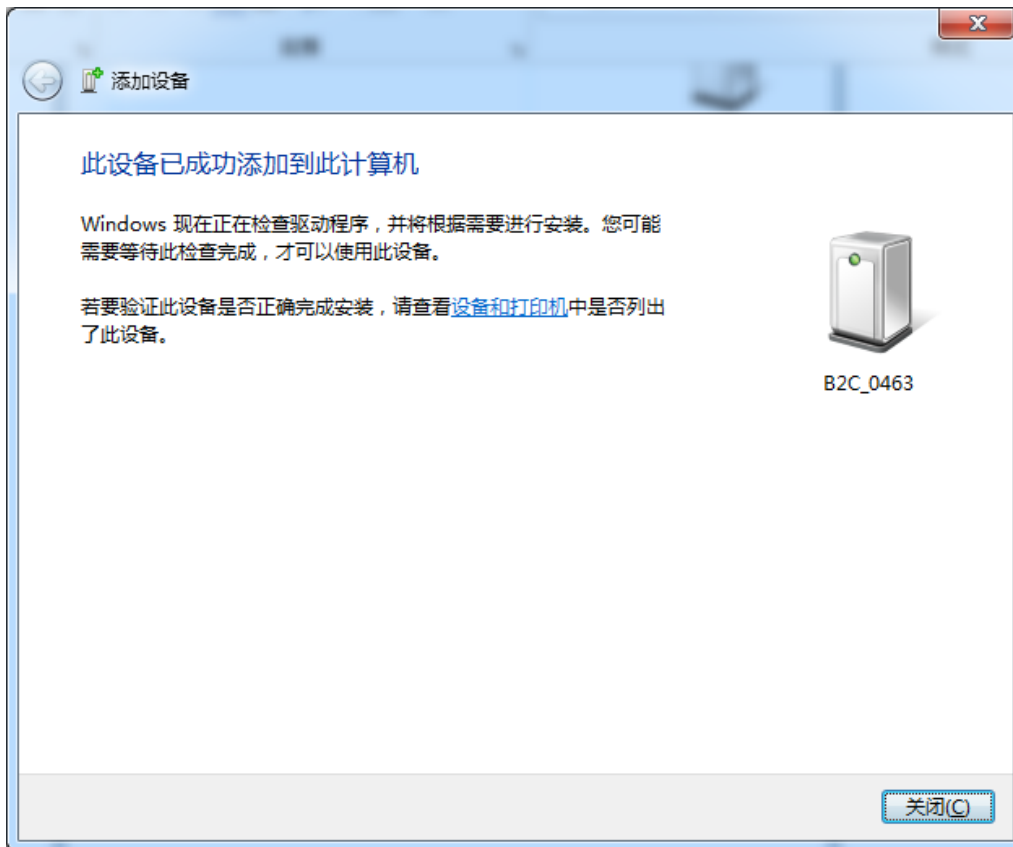 添加设备
此设备已成功添加到此计算机
Windows 现在正在检查驱动程序，并将根据需要进行安装。您可能
需要等待此检查完成，才可以使用此设备。
若要验证此设备是否正确完成安装，请查看设备和打印机中是否列出
了此设备。
B2C_0463
关闭(C)